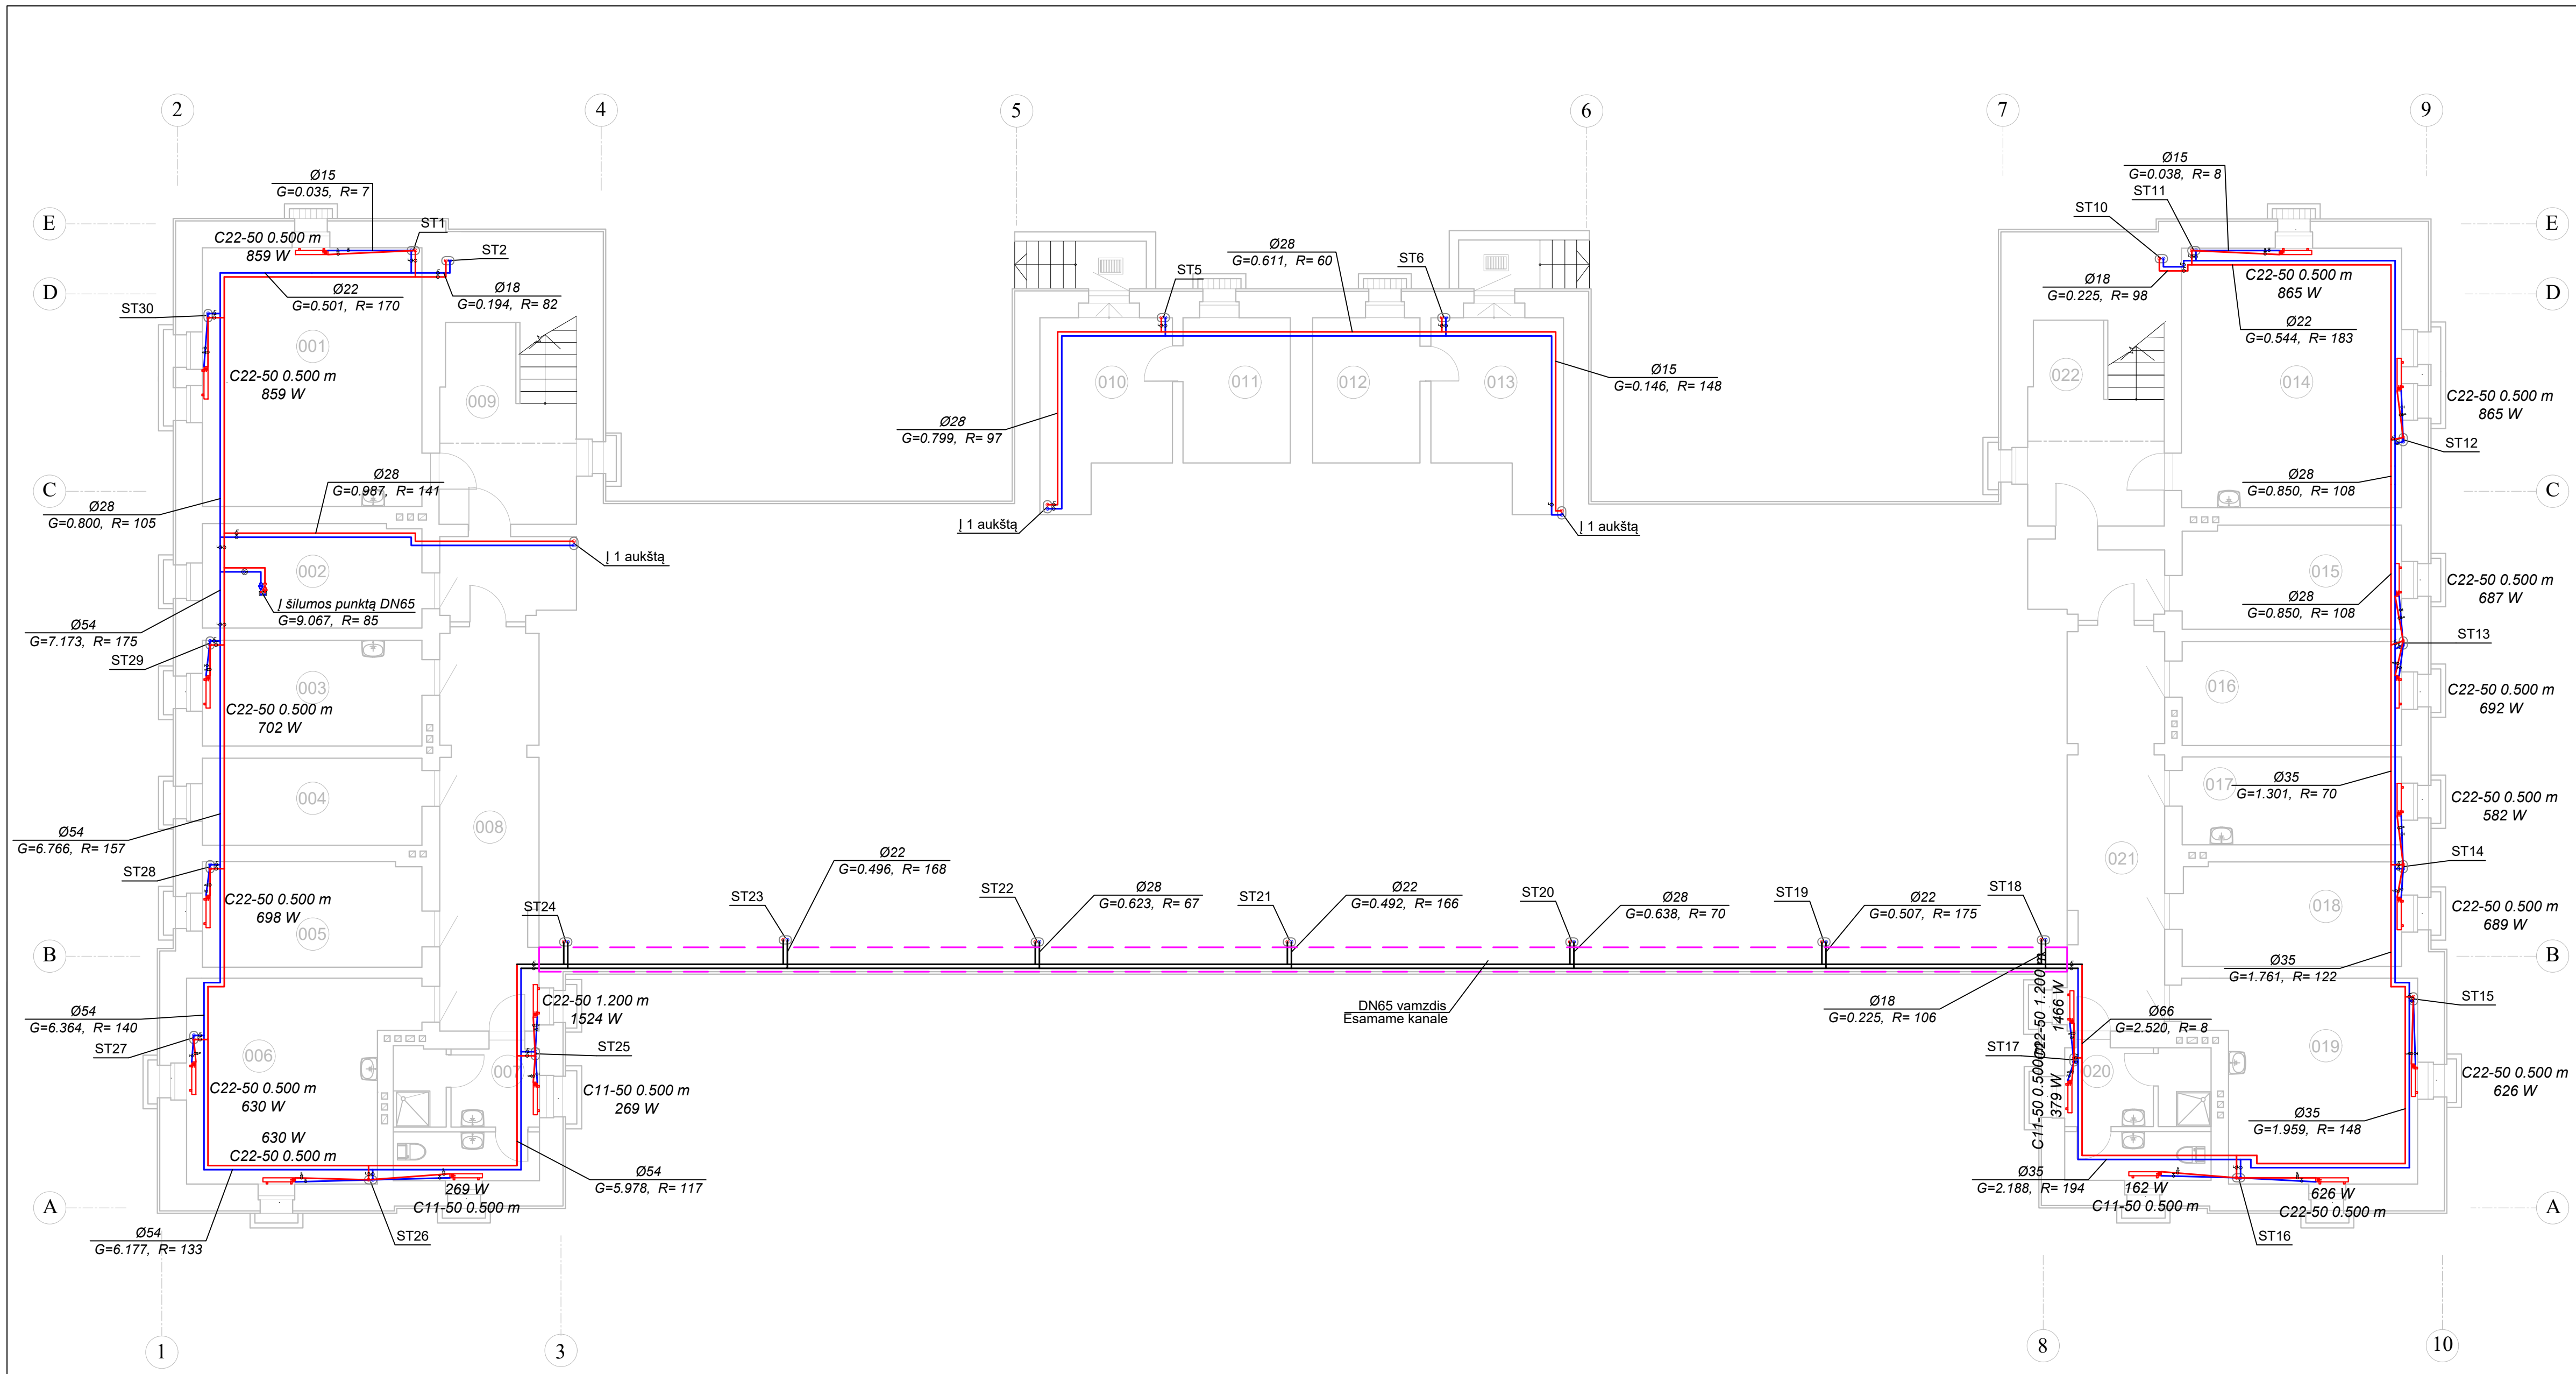 2
4
5
6
7
9
E
D
C
B
A
E
D
C
B
A
1
3
8
10
Ø15
G=0.035, R= 7
C22-50 0.500 m
859 W
ST1
ST2
Ø22
G=0.501, R= 170
Ø18
G=0.194, R= 82
ST30
001
C22-50 0.500 m
859 W
009
Ø28
G=0.987, R= 141
Ø28
G=0.800, R= 105
Į 1 aukštą
002
Į šilumos punktą DN65
G=9.067, R= 85
Ø54
G=7.173, R= 175
ST29
003
C22-50 0.500 m
702 W
004
008
Ø54
G=6.766, R= 157
ST28
C22-50 0.500 m
698 W
005
Ø54
G=6.364, R= 140
ST27
006
C22-50 0.500 m
630 W
630 W
C22-50 0.500 m
007
C22-50 1.200 m
1524 W
ST25
C11-50 0.500 m
269 W
269 W
C11-50 0.500 m
ST26
Ø54
G=6.177, R= 133
Ø54
G=5.978, R= 117
Ø28
G=0.611, R= 60
ST5
ST6
010
011
012
013
Ø15
G=0.146, R= 148
Ø28
G=0.799, R= 97
Į 1 aukštą
Į 1 aukštą
ST24
ST23
Ø22
G=0.496, R= 168
ST22
Ø28
G=0.623, R= 67
ST21
Ø22
G=0.492, R= 166
ST20
Ø28
G=0.638, R= 70
ST19
Ø22
G=0.507, R= 175
ST18
DN65 vamzdis
Esamame kanale
Ø18
G=0.225, R= 106
Ø15
G=0.038, R= 8
ST11
ST10
Ø18
G=0.225, R= 98
C22-50 0.500 m
865 W
Ø22
G=0.544, R= 183
022
014
C22-50 0.500 m
865 W
ST12
Ø28
G=0.850, R= 108
015
C22-50 0.500 m
687 W
Ø28
G=0.850, R= 108
ST13
016
C22-50 0.500 m
692 W
017
Ø35
G=1.301, R= 70
C22-50 0.500 m
582 W
021
ST14
018
C22-50 0.500 m
689 W
Ø35
G=1.761, R= 122
ST15
C22-50 1.200 m
1466 W
Ø66
G=2.520, R= 8
ST17
020
C11-50 0.500 m
379 W
019
C22-50 0.500 m
626 W
Ø35
G=1.959, R= 148
Ø35
G=2.188, R= 194
162 W
C11-50 0.500 m
626 W
C22-50 0.500 m
ST16